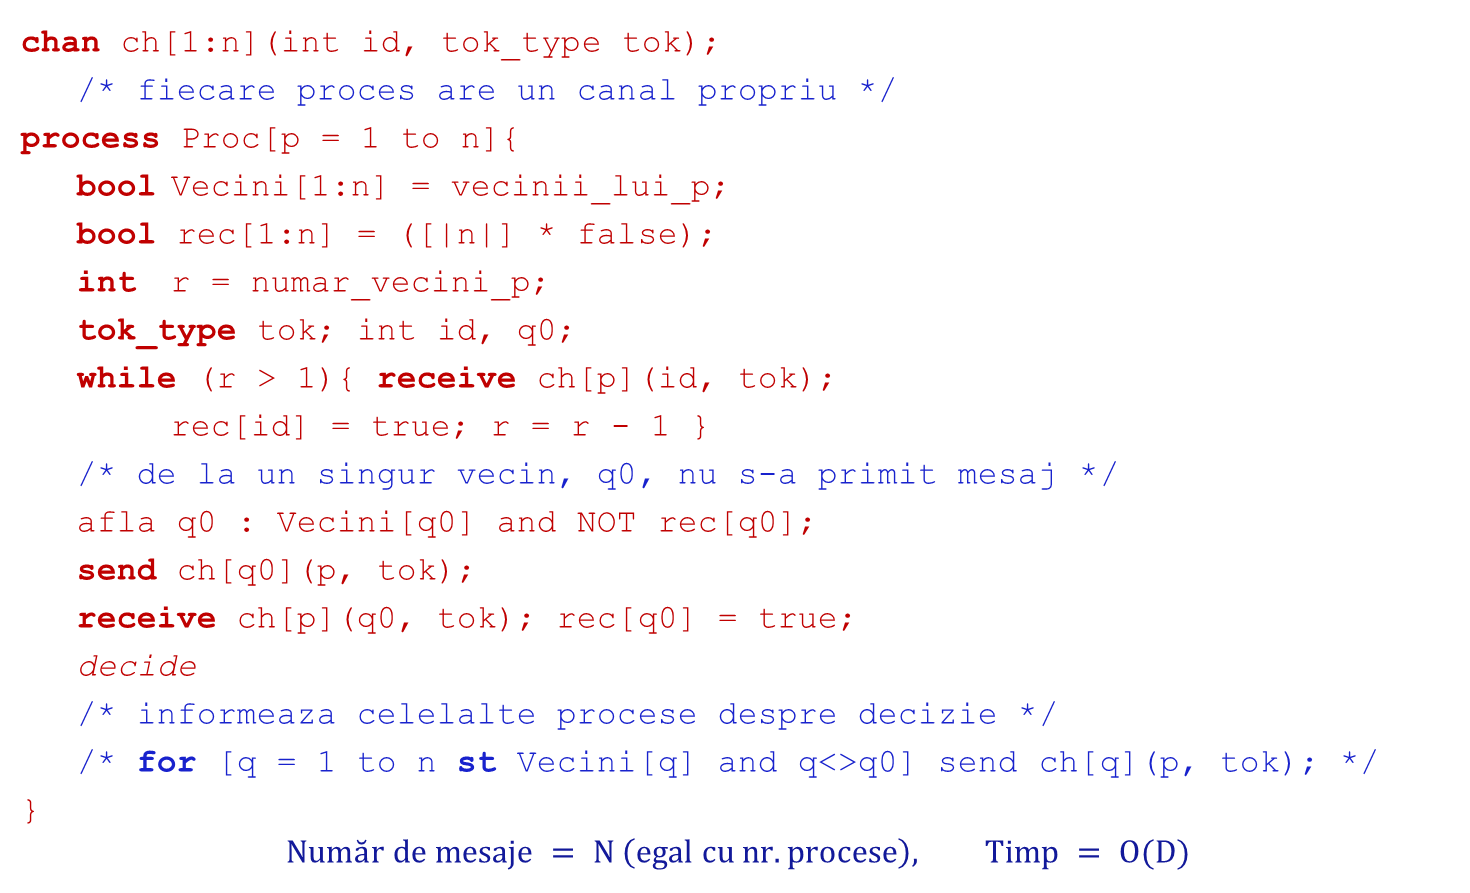 chan ch[1:n](int id, tok_type tok);
/* fiecare proces are un canal propriu */
process Proc[p = 1 to n]{
bool Vecini[1:n] = vecinii_lui_p;
bool rec[1:n] = ([|n|] * false);
int r = numar_vecini_p;
tok_type tok; int id, q0;
while (r > 1){ receive ch[p](id, tok);
rec[id] = true; r = r - 1 }
/* de la un singur vecin, q0, nu s-a primit mesaj */
afla q0 : Vecini[q0] and NOT rec[q0];
send ch[q0](p, tok);
receive ch[p](q0, tok); rec[q0] = true;
decide
/* informeaza celelalte procese despre decizie */
/* for [q = 1 to n st Vecini[q] and q<>q0] send ch[q](p, tok); */
}
Număr de mesaje = N (egal cu nr. procese), Timp = O(D)